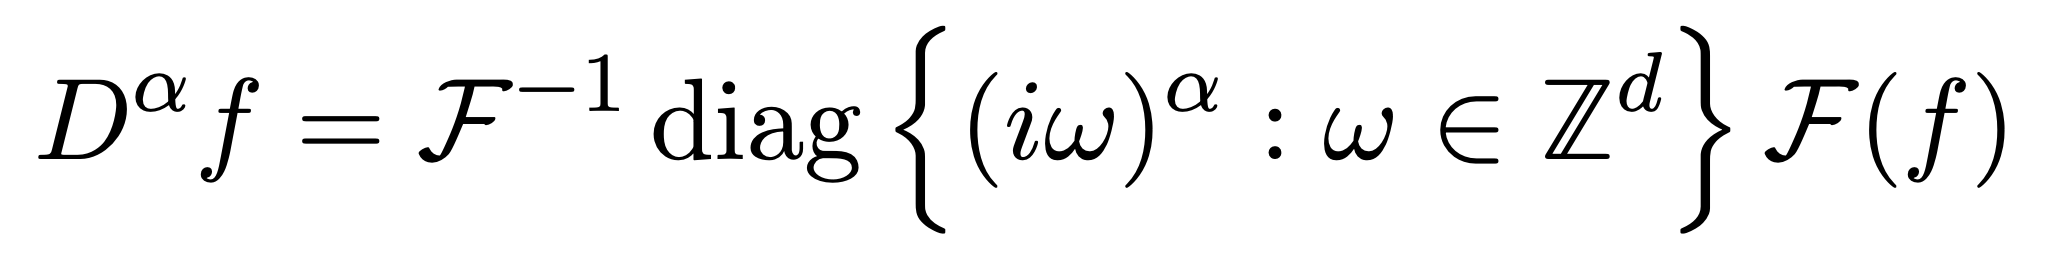 D^α f = ℱ^{-1} diag {(iω)^α : ω ∈ ℤ^d} ℱ(f)